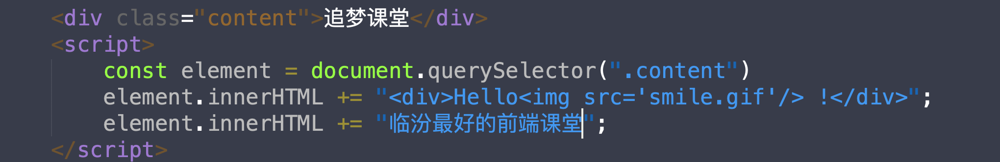 <div class="content">追梦课堂</div>
<script>
const element = document.querySelector(".content")
element.innerHTML += "<div>Hello<img src='smile.gif'/> !</div>";
element.innerHTML += "临汾最好的前端课堂";
</script>